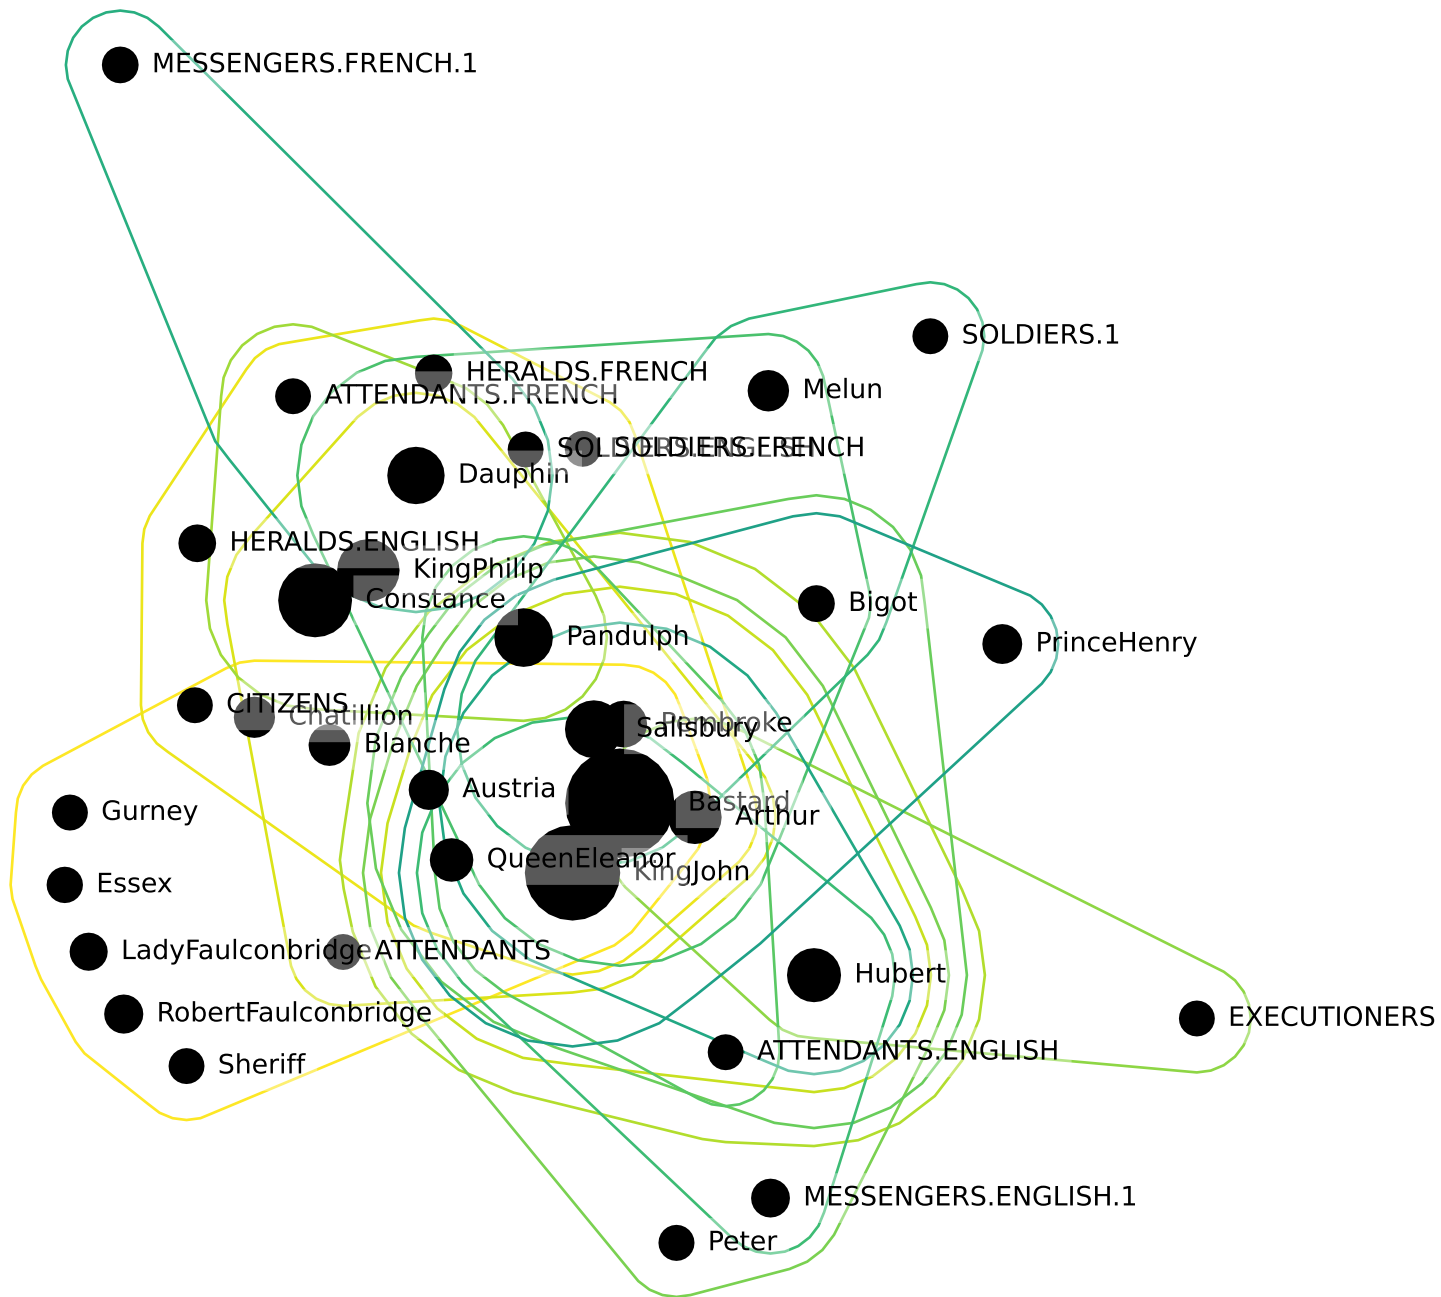 MESSENGERS.FRENCH.1
SOLDIERS.1
HERALDS.FRENCH
Melun
ATTENDANTS.FRENCH
SOLDIERS.ENGLISH
SOLDIERS.FRENCH
Dauphin
HERALDS.ENGLISH
KingPhilip
Constance
Bigot
Pandulph
PrinceHenry
CITIZENS
Chatillion
Pembroke
Salisbury
Blanche
Austria
Bastard
Gurney
Arthur
QueenEleanor
KingJohn
Essex
LadyFaulconbridge
ATTENDANTS
Hubert
RobertFaulconbridge
EXECUTIONERS
ATTENDANTS.ENGLISH
Sheriff
MESSENGERS.ENGLISH.1
Peter